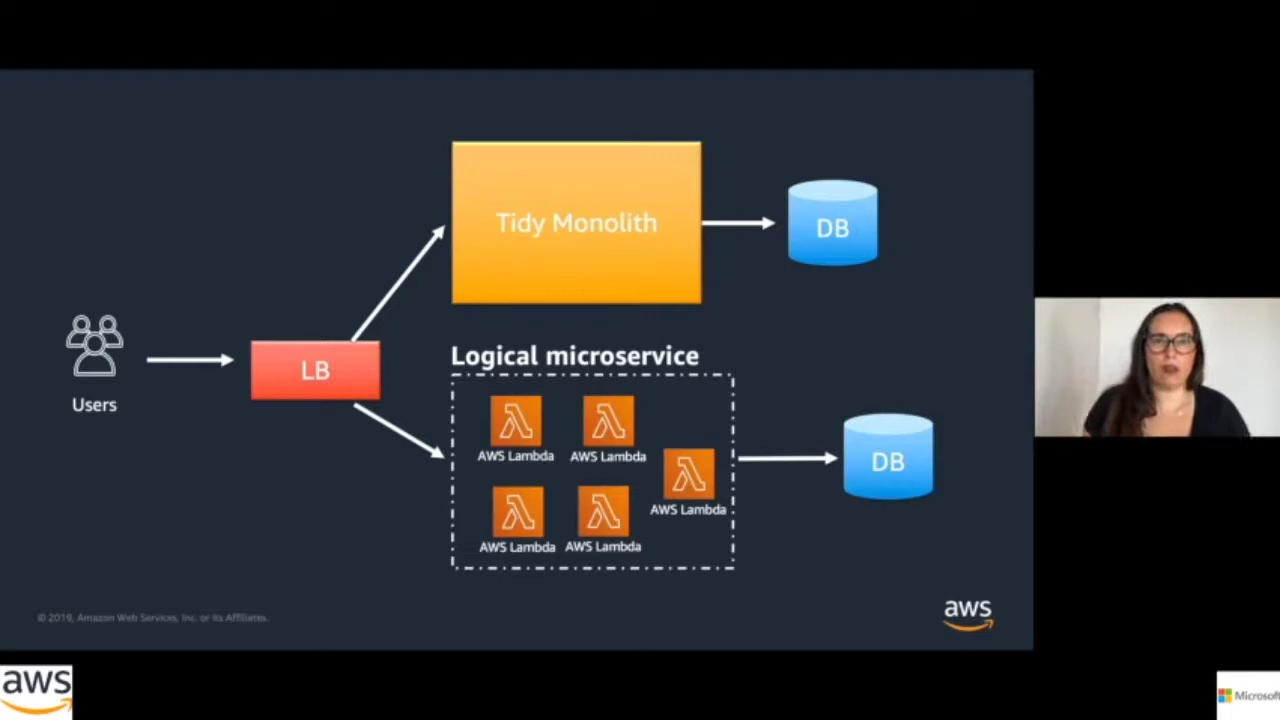 Tidy Monolith
DB
Users
LB
Logical microservice
AWS Lambda
AWS Lambda
AWS Lambda
AWS Lambda
AWS Lambda
DB
© 2019, Amazon Web Services, Inc. or its Affiliates.
aws
aws
Microsoft